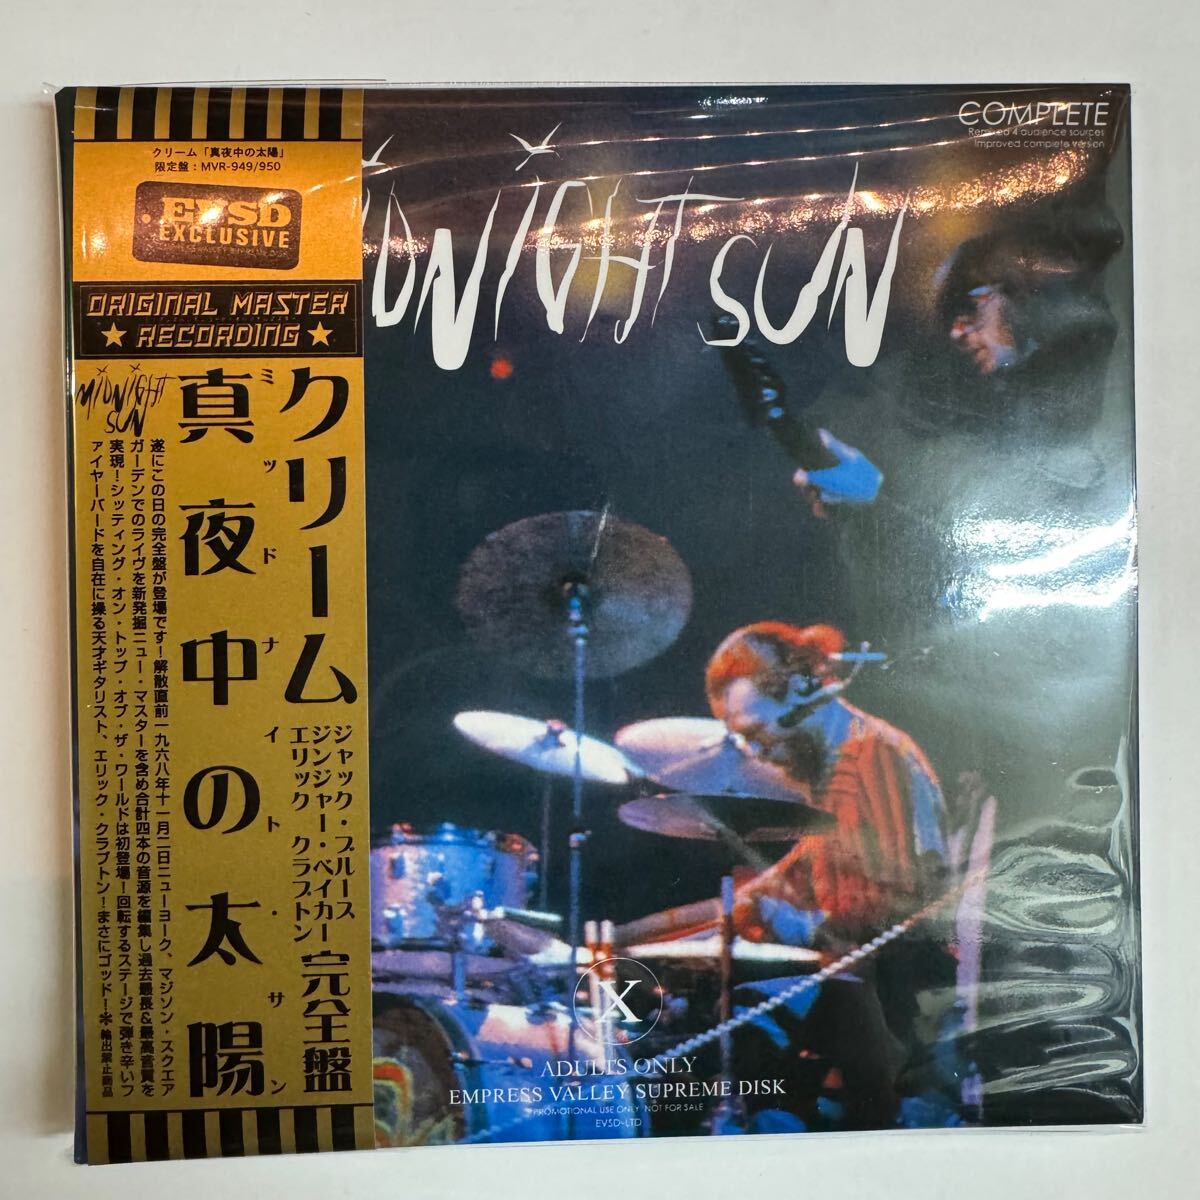 クリーム「真夜中の太陽」
限定盤:MVR-949/950
EVSD
EXCLUSIVE
ORIGINAL MASTER
★ RECORDING ★
MIDNIGHT
SUN
クリーム
ジャック・ブルース
ジンジャー・ベイカー
エリック クラプトン
完全盤
ミッドナイト・サン
真夜中の太陽
遂にこの日の完全盤が登場です!解散直前一九六八年十一月二日ニューヨーク、マジソン・スクエア
ガーデンでのライヴを新発掘ニュー・マスターを含め合計四本の音源を編集し過去最長&最高音質を
実現!シッティング・オン・トップ・オブ・ザ・ワールドは初登場!回転するステージで弾き辛いフ
ァイヤーバードを自在に操る天才ギタリスト、エリック・クラプトン!まさにゴッド!※輸出禁止商品
MIDNIGHT SUN
COMPLETE
Remixed 4 audience sources
Improved complete version
X
ADULTS ONLY
EMPRESS VALLEY SUPREME DISK
PROMOTIONAL USE ONLY NOT FOR SALE
EVSD-LTD